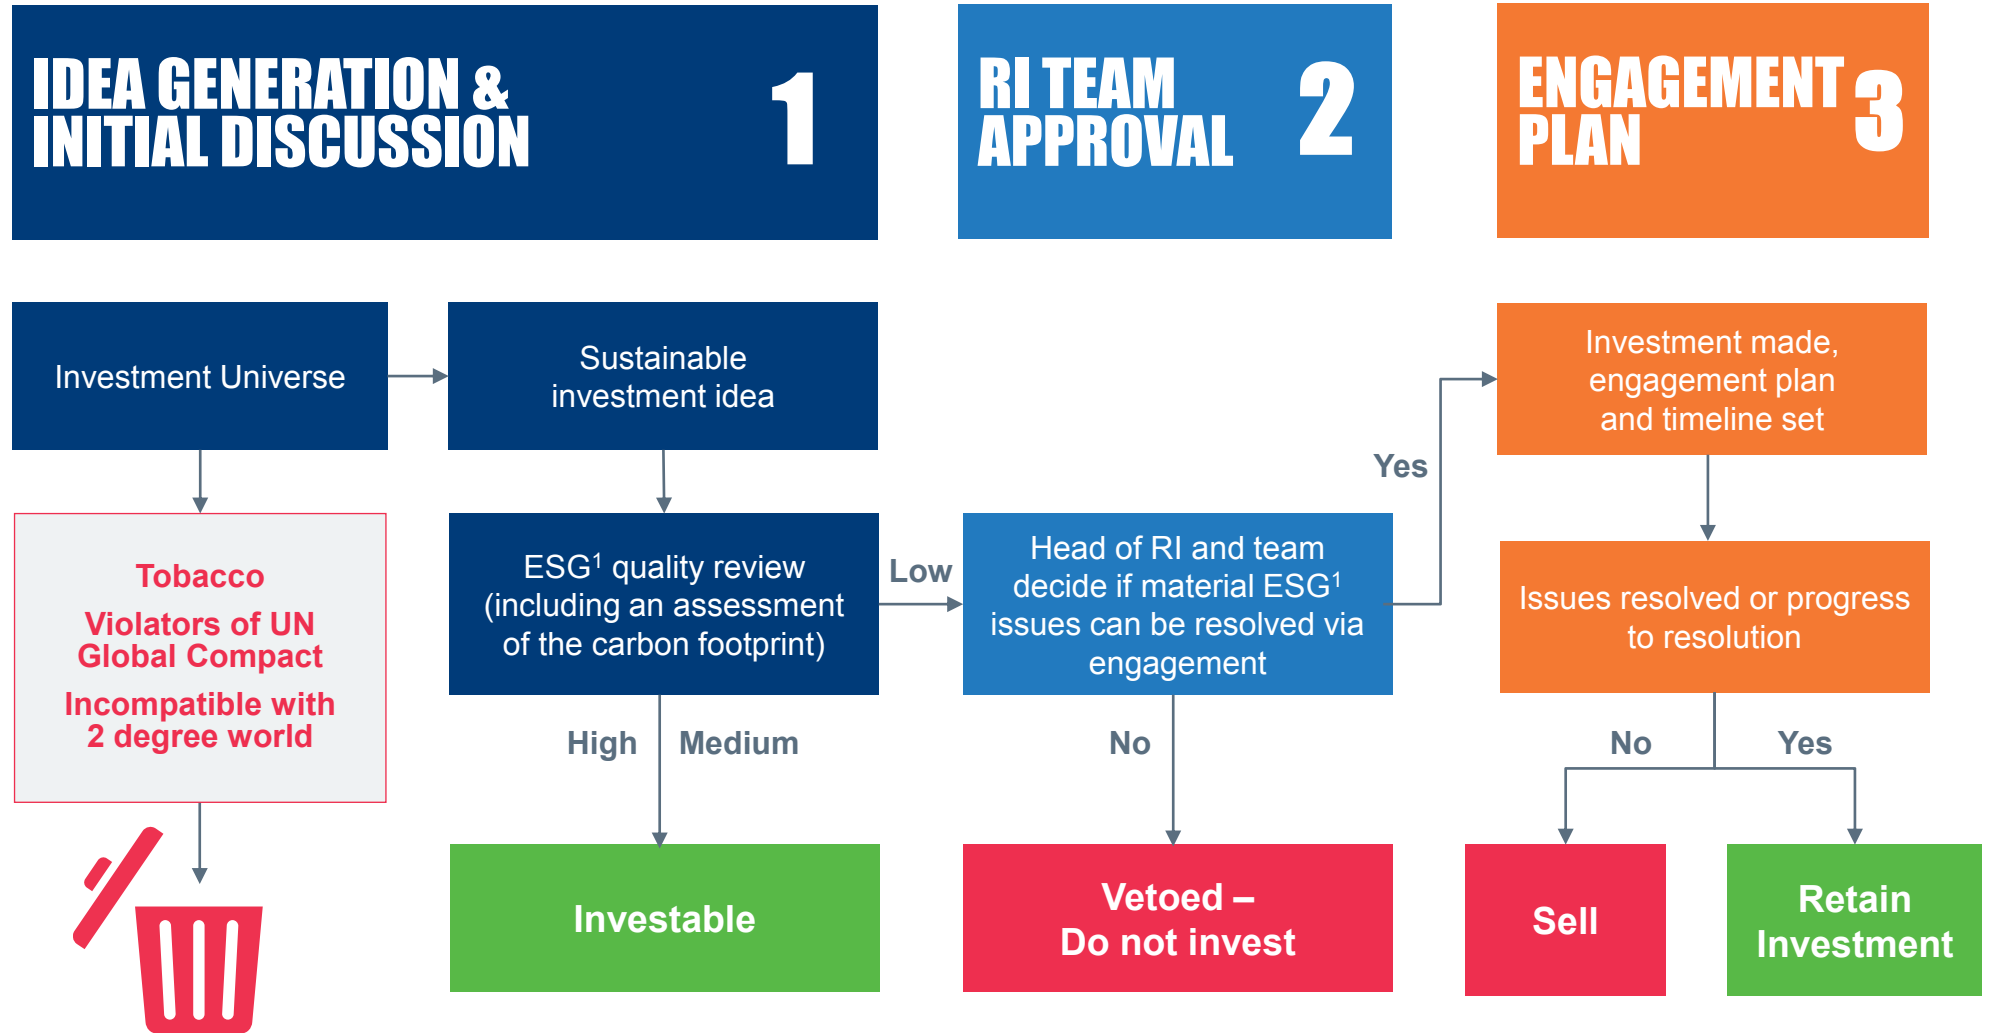 IDEA GENERATION &
INITIAL DISCUSSION
1
RI TEAM
APPROVAL
2
ENGAGEMENT
PLAN
3
Investment Universe
Sustainable
investment idea
Investment made,
engagement plan
and timeline set
Yes
Tobacco
Violators of UN
Global Compact
Incompatible with
2 degree world
ESG¹ quality review
(including an assessment
of the carbon footprint)
Low
Head of RI and team
decide if material ESG¹
issues can be resolved via
engagement
Issues resolved or progress
to resolution
High
Medium
No
No
Yes
Investable
Vetoed –
Do not invest
Sell
Retain
Investment